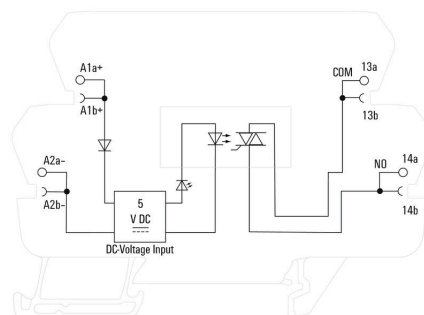 A1a+
A1b+
A2a-
A2b-
5
V DC
DC-Voltage Input
COM
13a
13b
NO
14a
14b